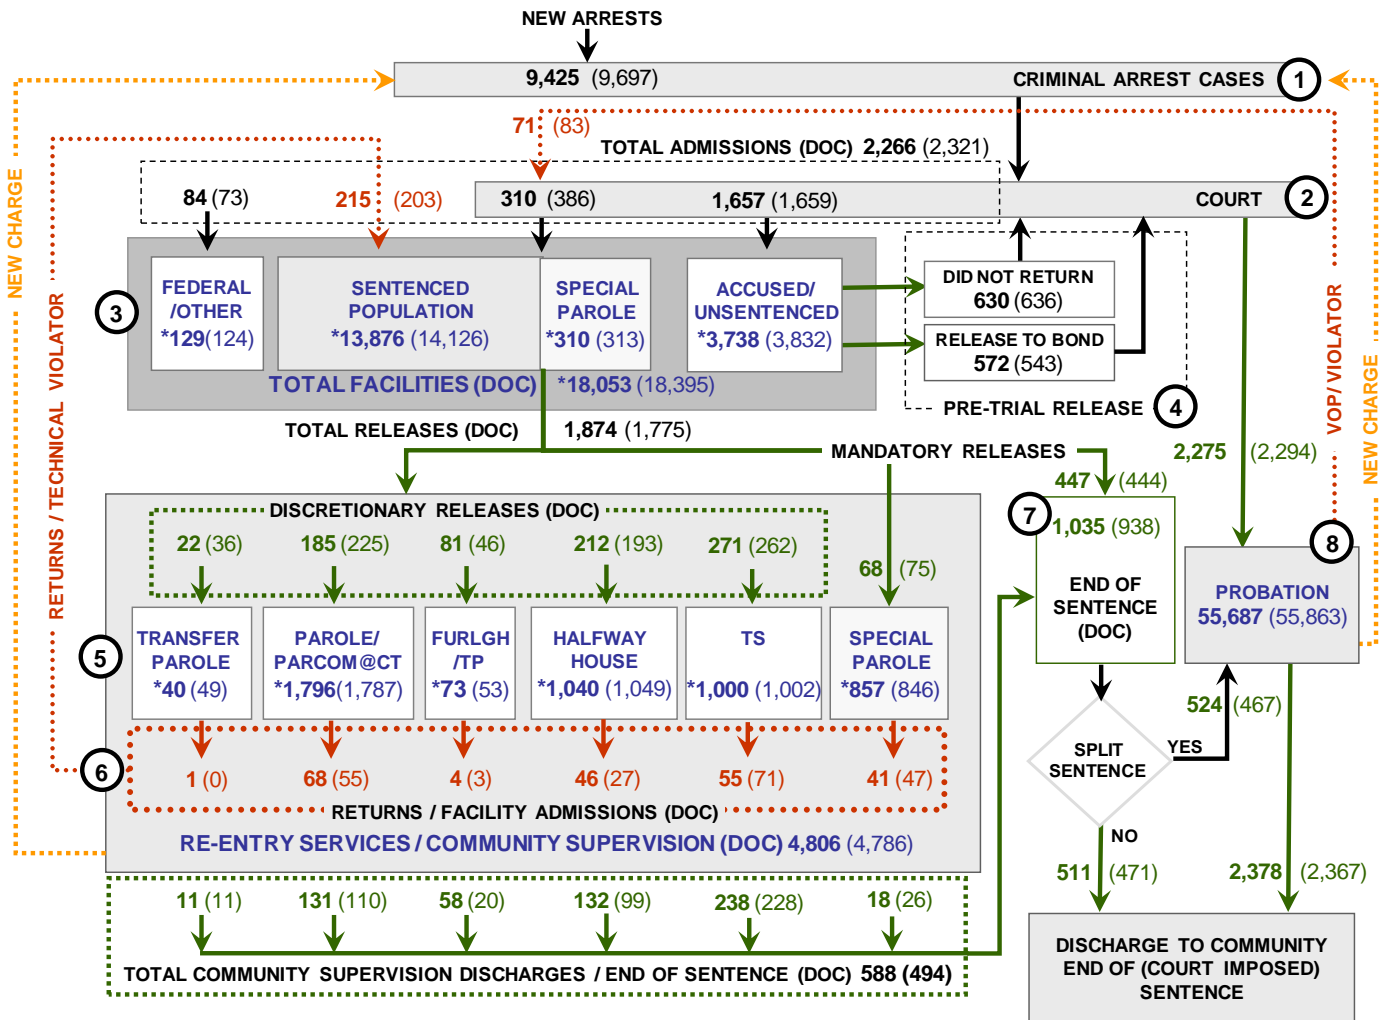 NEW ARRESTS
9,425 (9,697)
CRIMINAL ARREST CASES
1
71 (83)
TOTAL ADMISSIONS (DOC) 2,266 (2,321)
84 (73)
215 (203)
310 (386)
1,657 (1,659)
COURT
2
NEW CHARGE
RETURNS / TECHNICAL VIOLATOR
VOP/ VIOLATOR
NEW CHARGE
3
FEDERAL
/OTHER
*129(124)
SENTENCED
POPULATION
*13,876 (14,126)
SPECIAL
PAROLE
*310 (313)
ACCUSED/
UNSENTENCED
*3,738 (3,832)
TOTAL FACILITIES (DOC) *18,053 (18,395)
DID NOT RETURN
630 (636)
RELEASE TO BOND
572 (543)
PRE-TRIAL RELEASE
4
TOTAL RELEASES (DOC) 1,874 (1,775)
MANDATORY RELEASES
2,275 (2,294)
447 (444)
DISCRETIONARY RELEASES (DOC)
22 (36)
185 (225)
81 (46)
212 (193)
271 (262)
68 (75)
7
1,035 (938)
END OF
SENTENCE
(DOC)
8
PROBATION
55,687 (55,863)
5
TRANSFER
PAROLE
*40 (49)
PAROLE/
PARCOM@CT
*1,796(1,787)
FURLGH
/TP
*73 (53)
HALFWAY
HOUSE
*1,040 (1,049)
TS
*1,000 (1,002)
SPECIAL
PAROLE
*857 (846)
524 (467)
SPLIT
SENTENCE
YES
NO
6
1 (0)
68 (55)
4 (3)
46 (27)
55 (71)
41 (47)
RETURNS / FACILITY ADMISSIONS (DOC)
RE-ENTRY SERVICES / COMMUNITY SUPERVISION (DOC) 4,806 (4,786)
511 (471)
2,378 (2,367)
11 (11)
131 (110)
58 (20)
132 (99)
238 (228)
18 (26)
TOTAL COMMUNITY SUPERVISION DISCHARGES / END OF SENTENCE (DOC) 588 (494)
DISCHARGE TO COMMUNITY
END OF (COURT IMPOSED)
SENTENCE